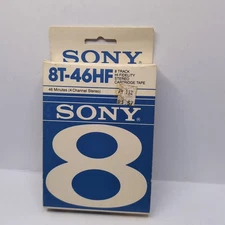 SONY
8T-46HF
8 TRACK
HI FIDELITY
STEREO
CARTRIDGE TAPE
46 Minutes (4-Channel Stereo)
SONY
8